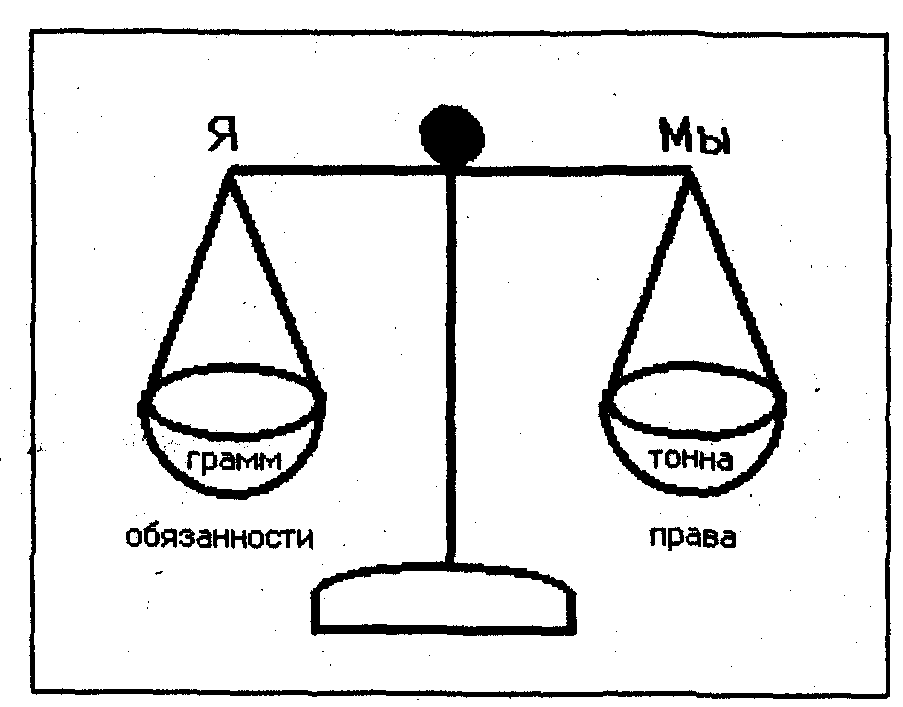 Я
Мы
грамм
тонна
обязанности
права